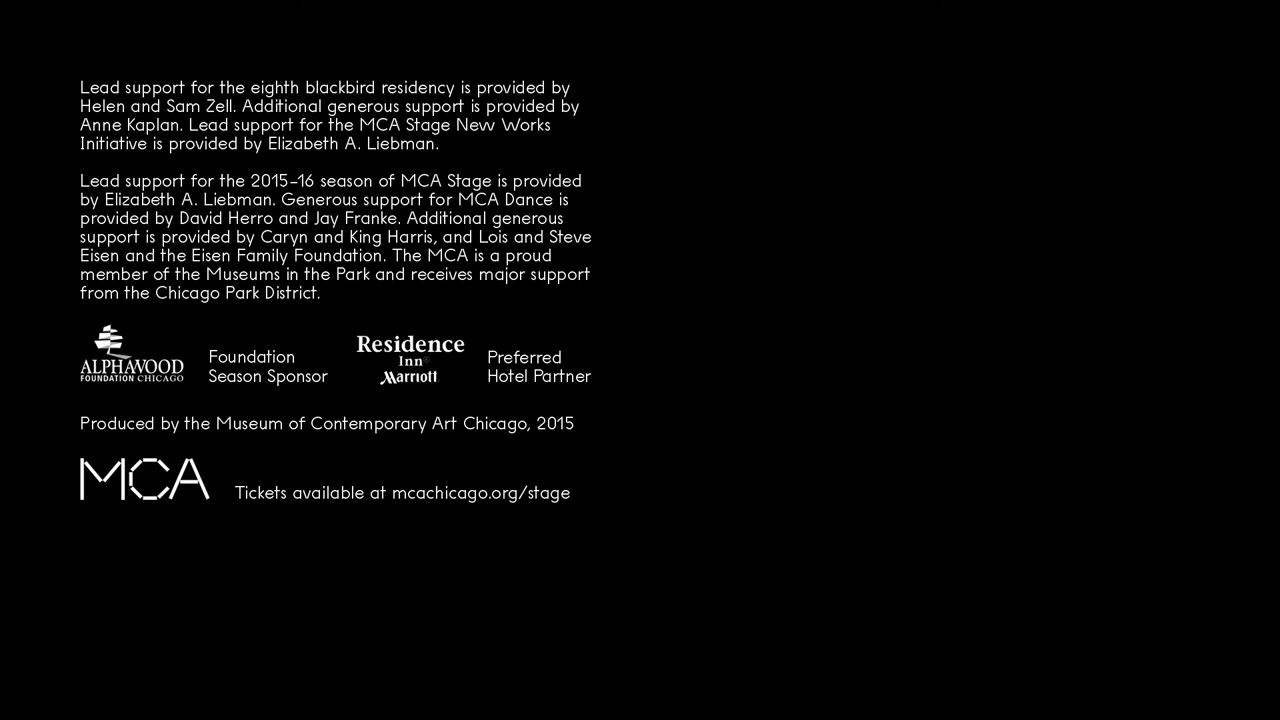 Lead support for the eighth blackbird residency is provided by
Helen and Sam Zell. Additional generous support is provided by
Anne Kaplan. Lead support for the MCA Stage New Works
Initiative is provided by Elizabeth A. Liebman.
Lead support for the 2015–16 season of MCA Stage is provided
by Elizabeth A. Liebman. Generous support for MCA Dance is
provided by David Herro and Jay Franke. Additional generous
support is provided by Caryn and King Harris, and Lois and Steve
Eisen and the Eisen Family Foundation. The MCA is a proud
member of the Museums in the Park and receives major support
from the Chicago Park District.
ALPHAWOOD
FOUNDATION CHICAGO
Foundation
Season Sponsor
Residence
Inn®
Marriott
Preferred
Hotel Partner
Produced by the Museum of Contemporary Art Chicago, 2015
MCA
Tickets available at mcachicago.org/stage